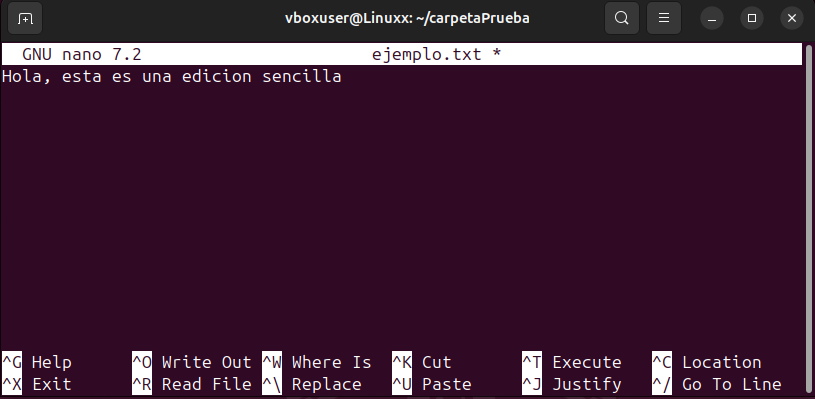 vboxuser@Linuxx: ~/carpetaPrueba
GNU nano 7.2 ejemplo.txt *
Hola, esta es una edicion sencilla
^G Help ^O Write Out ^W Where Is ^K Cut ^T Execute ^C Location
^X Exit ^R Read File ^\ Replace ^U Paste ^J Justify ^/ Go To Line